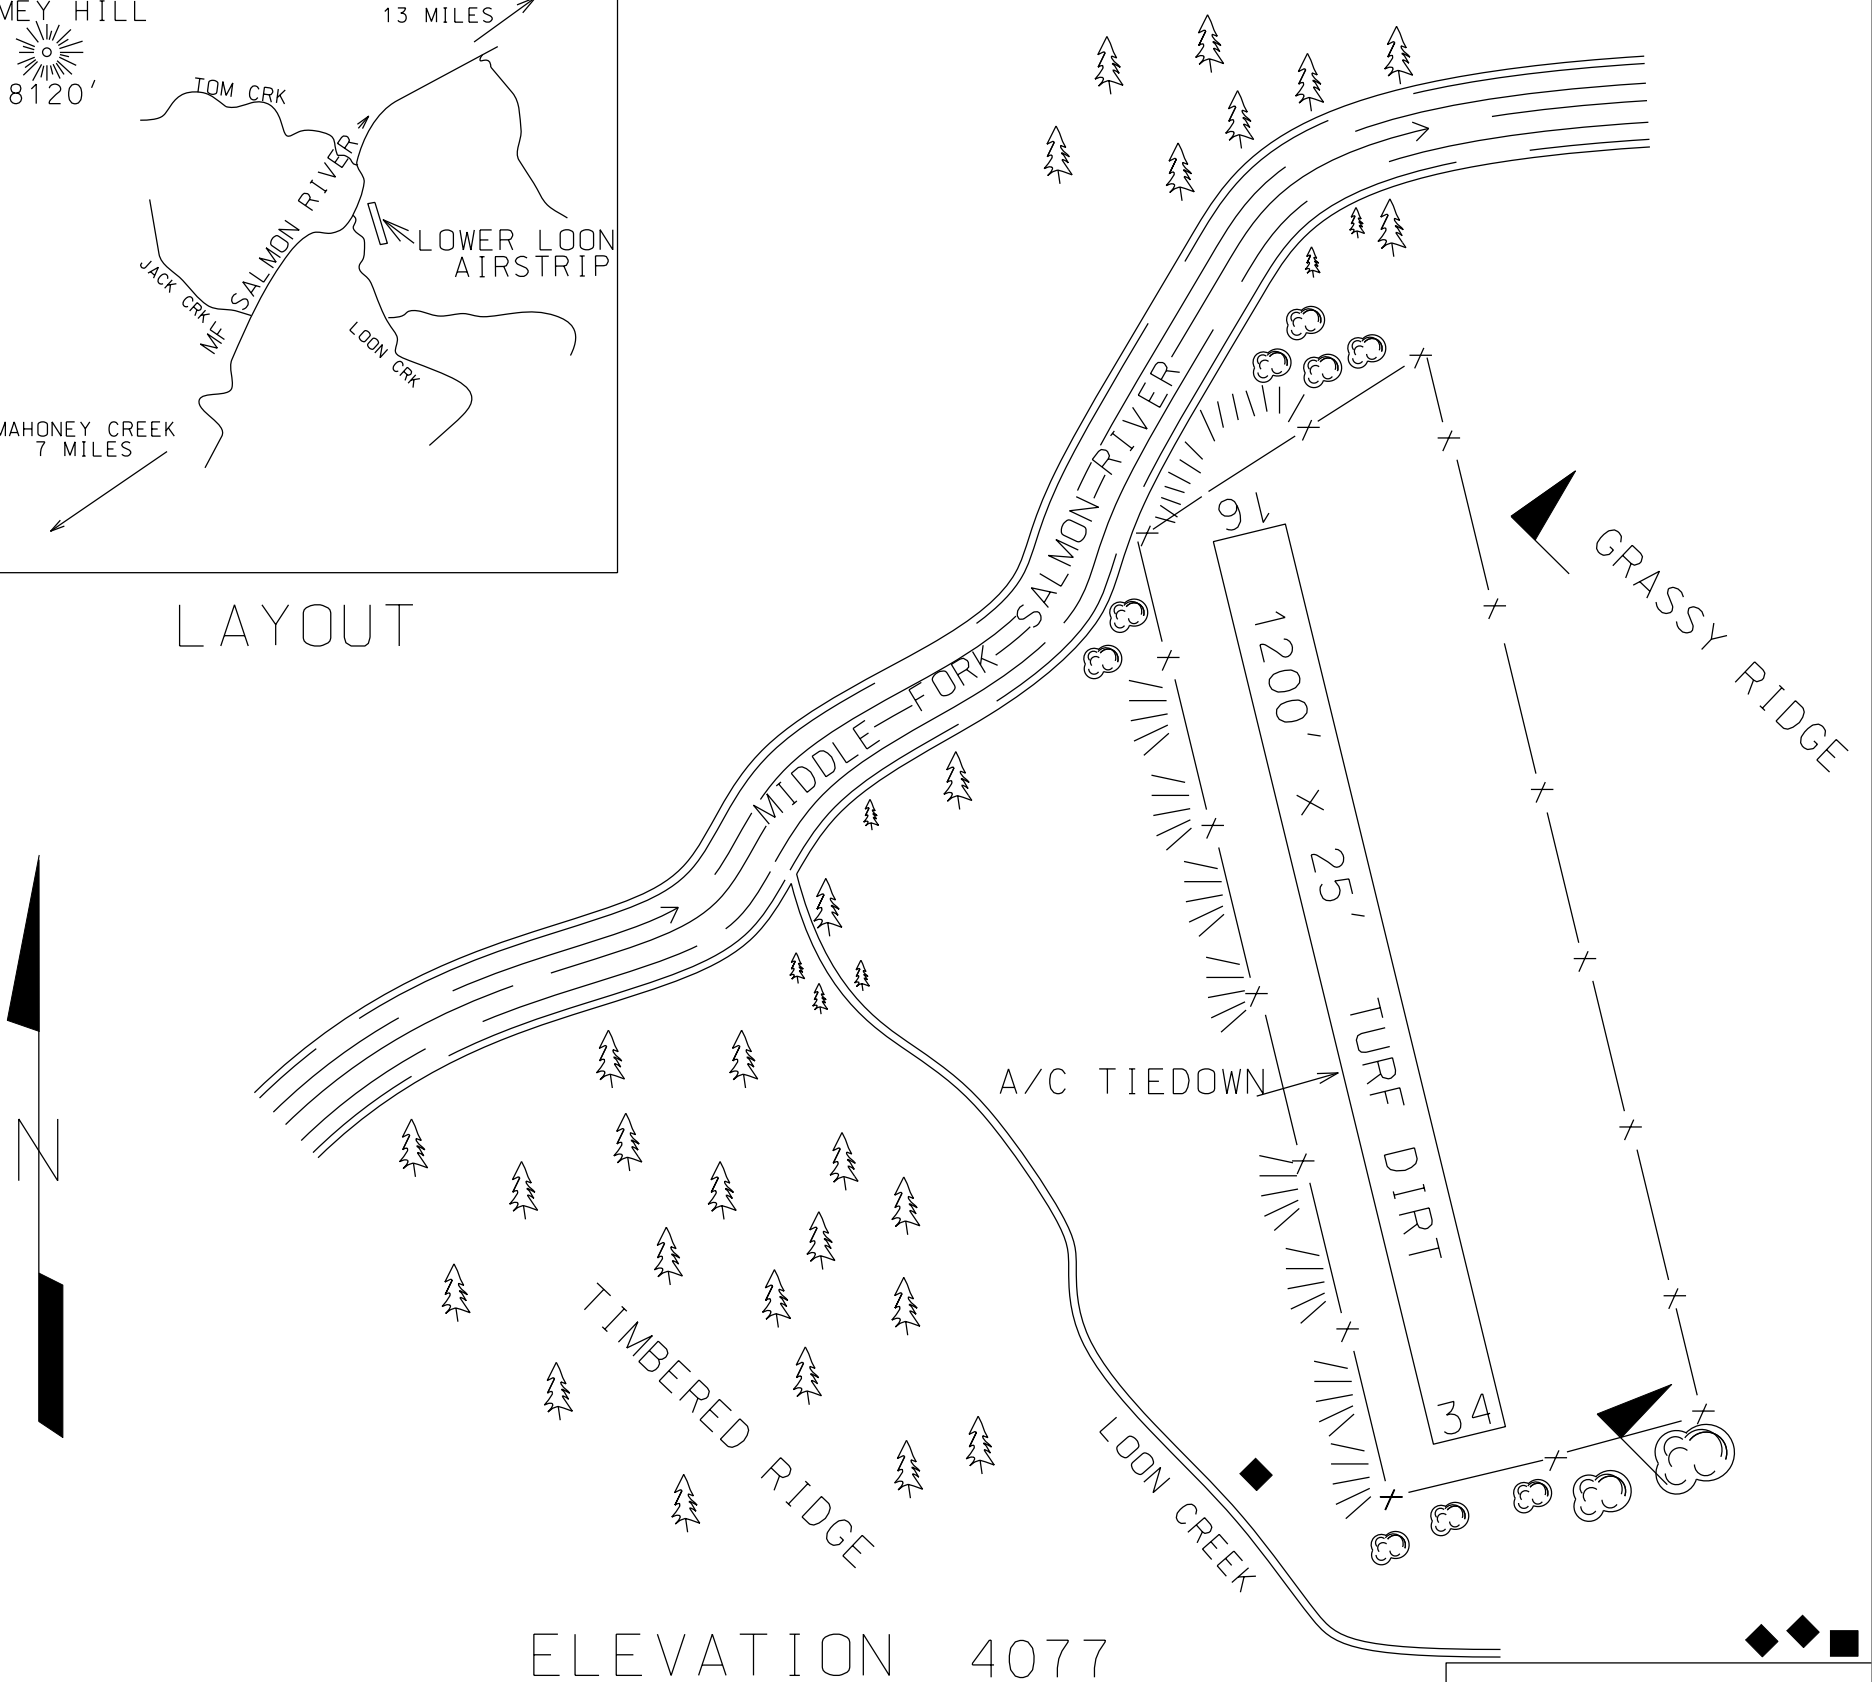 13 MILES
MEY HILL
8120'
TOM CRK
MF SALMON RIVER
LOWER LOON
AIRSTRIP
JACK CRK
LOON CRK
MAHONEY CREEK
7 MILES
LAYOUT
MIDDLE FORK SALMON RIVER
16
GRASSY RIDGE
1200' x 25' TURF DIRT
A/C TIEDOWN
N
TIMBERED RIDGE
34
LOON CREEK
ELEVATION 4077